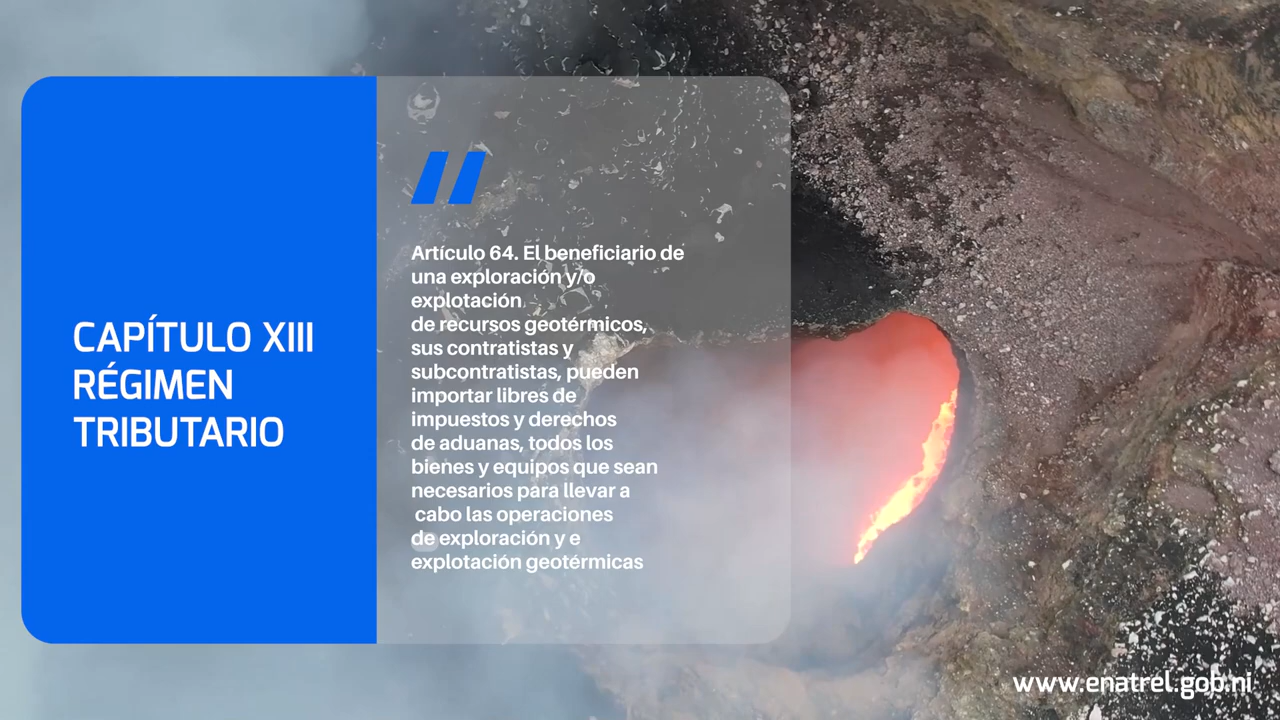 CAPÍTULO XIII
RÉGIMEN
TRIBUTARIO
Artículo 64. El beneficiario de
una exploración y/o
explotación
de recursos geotérmicos,
sus contratistas y
subcontratistas, pueden
importar libres de
impuestos y derechos
de aduanas, todos los
bienes y equipos que sean
necesarios para llevar a
cabo las operaciones
de exploración y e
explotación geotérmicas
www.enatrel.gob.ni